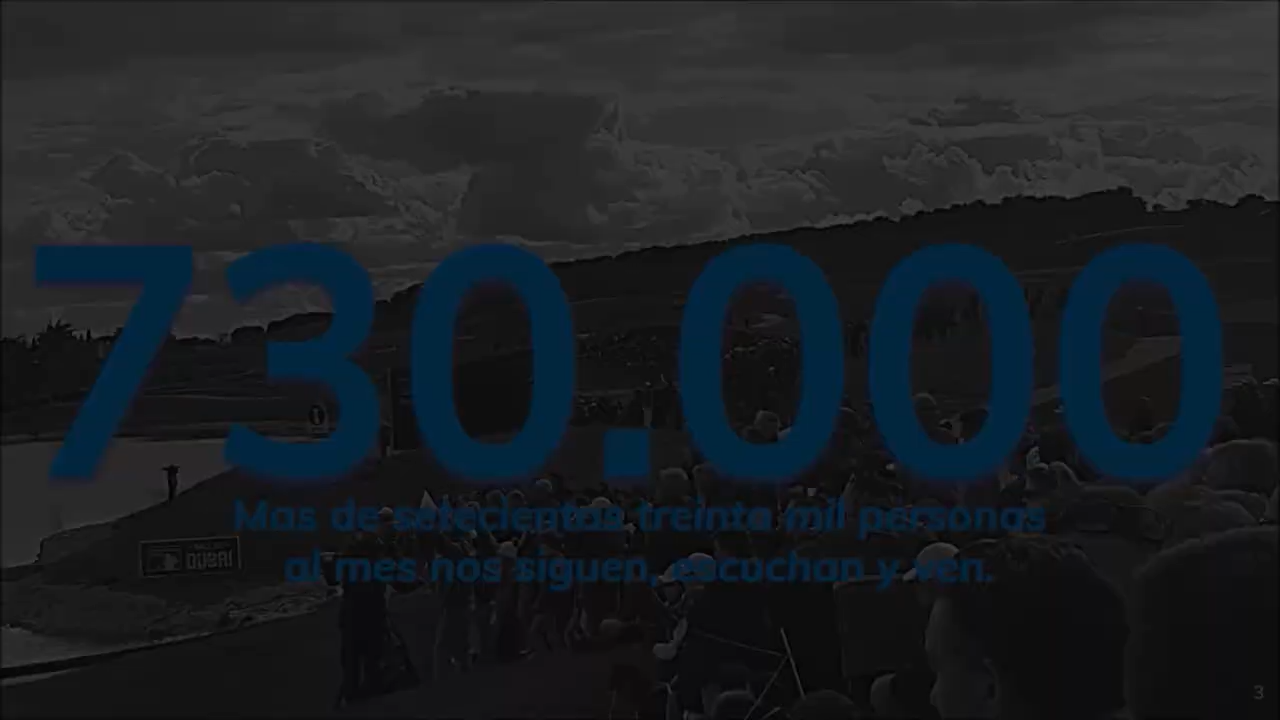 730.000
Mas de setecientas treinta mil personas
al mes nos siguen, escuchan y ven.
DUBAI
3